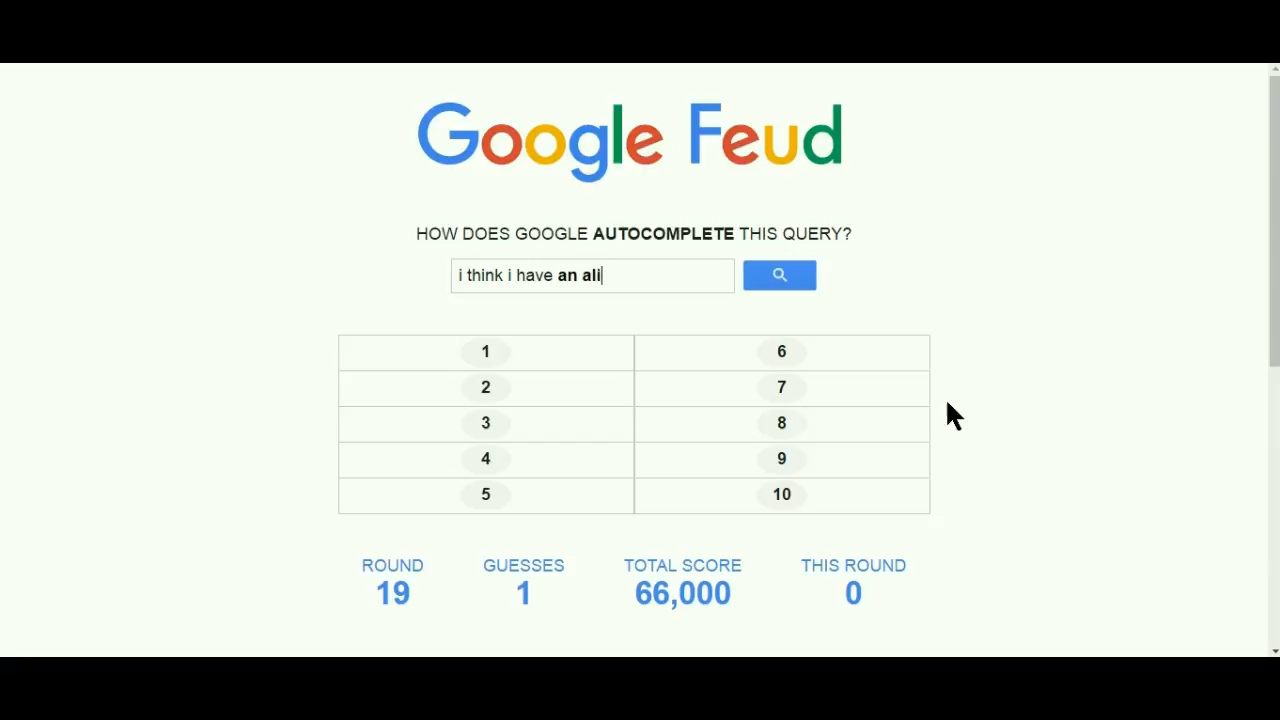 Google Feud
HOW DOES GOOGLE AUTOCOMPLETE THIS QUERY?
i think i have an ali
1 6
2 7
3 8
4 9
5 10
ROUND GUESSES TOTAL SCORE THIS ROUND
19 1 66,000 0